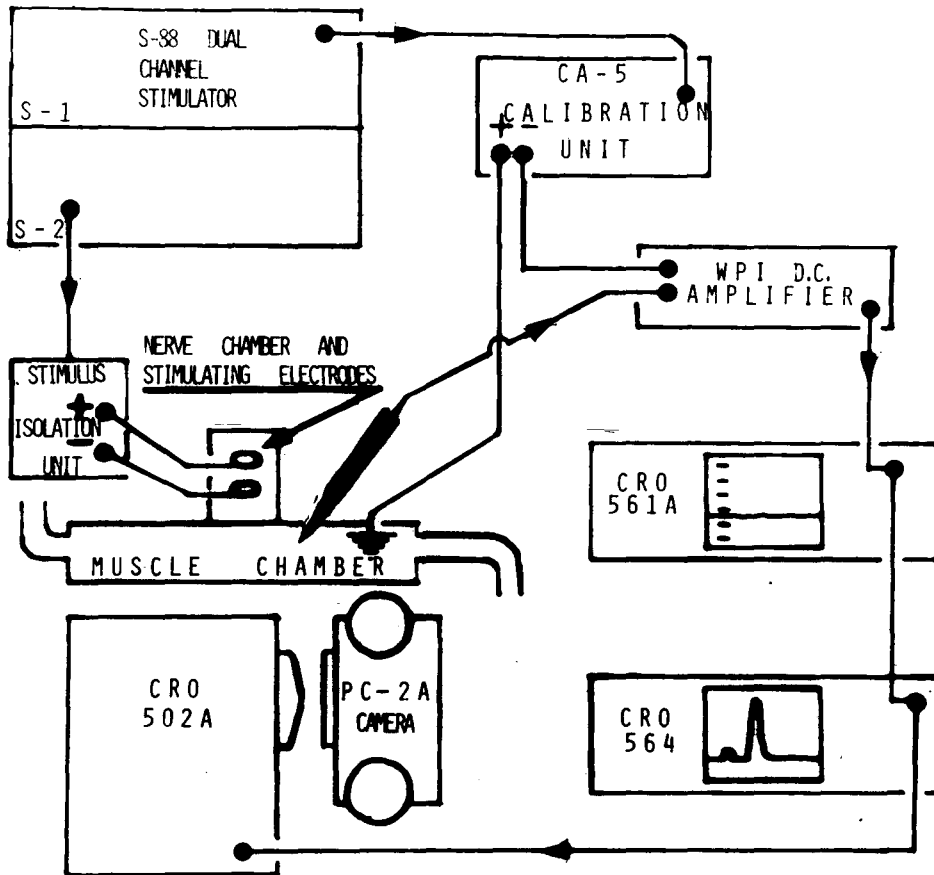 S-88 DUAL
CHANNEL
STIMULATOR
S-1
S-2
CA-5
CALIBRATION
UNIT
+ -
WPI D.C.
AMPLIFIER
NERVE CHAMBER AND
STIMULATING ELECTRODES
STIMULUS
+
ISOLATION
-
UNIT
CRO
561A
MUSCLE CHAMBER
CRO
502A
PC-2A
CAMERA
CRO
564